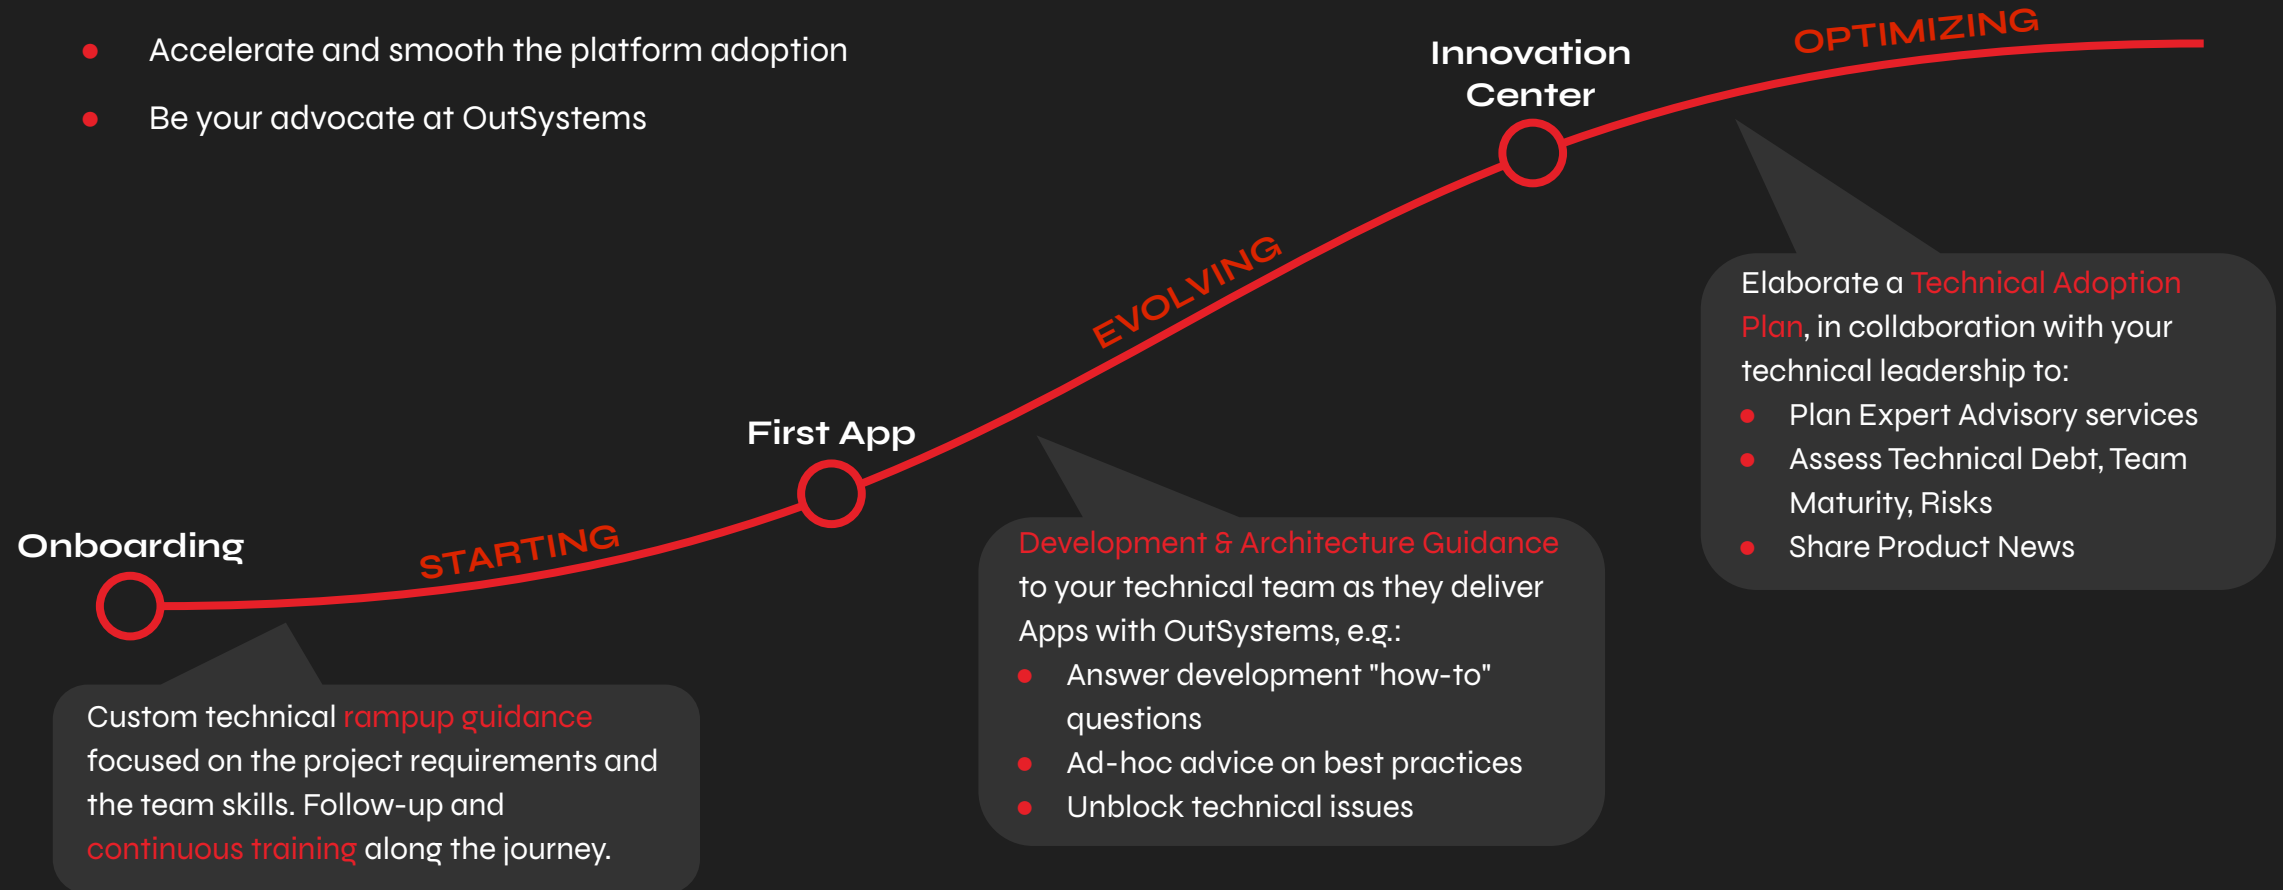 Accelerate and smooth the platform adoption
Be your advocate at OutSystems
Innovation
Center
OPTIMIZING
EVOLVING
First App
STARTING
Onboarding
Custom technical rampup guidance
focused on the project requirements and
the team skills. Follow-up and
continuous training along the journey.
Development & Architecture Guidance
to your technical team as they deliver
Apps with OutSystems, e.g.:
Answer development "how-to"
questions
Ad-hoc advice on best practices
Unblock technical issues
Elaborate a Technical Adoption
Plan, in collaboration with your
technical leadership to:
Plan Expert Advisory services
Assess Technical Debt, Team
Maturity, Risks
Share Product News